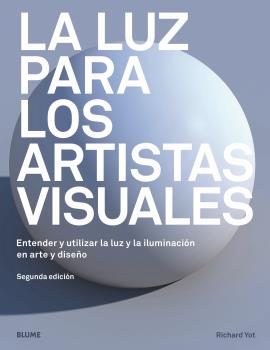 LA LUZ
PARA
LOS
ARTISTAS
VISUALES
Entender y utilizar la luz y la iluminación
en arte y diseño
Segunda edición
BLUME
Richard Yot